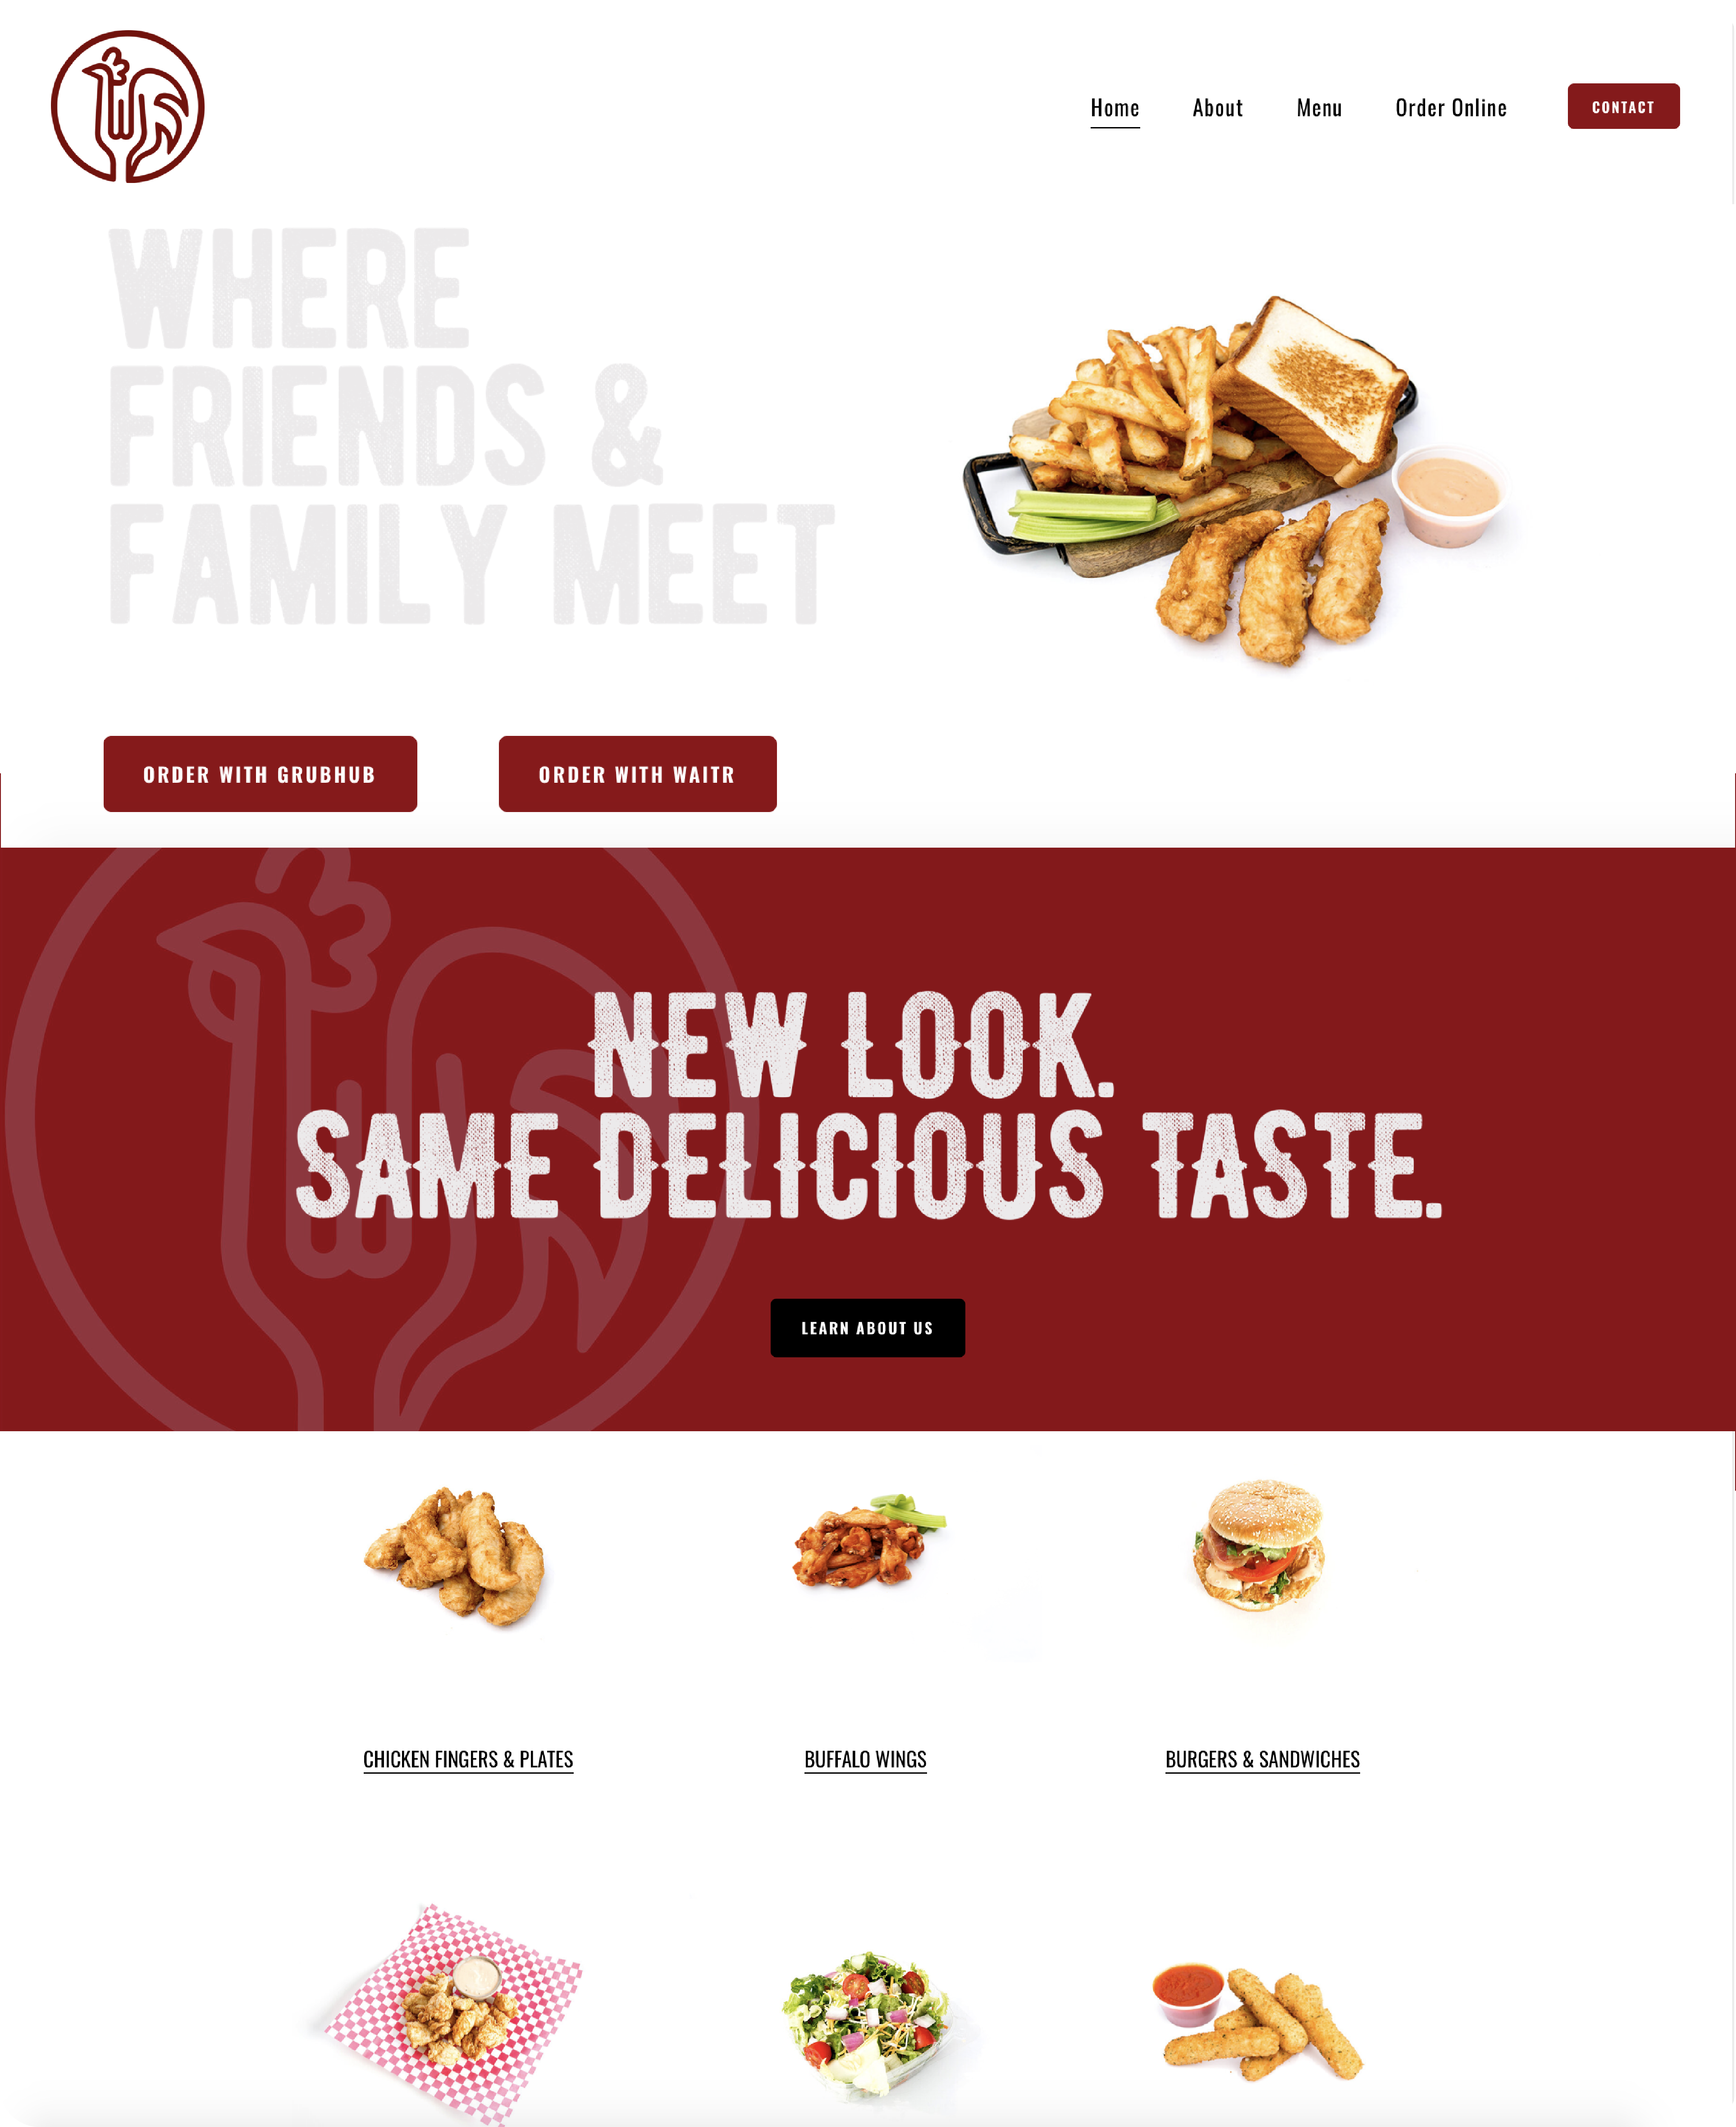 Home About Menu Order Online CONTACT
WHERE
FRIENDS &
FAMILY MEET
ORDER WITH GRUBHUB ORDER WITH WAITR
NEW LOOK.
SAME DELICIOUS TASTE.
LEARN ABOUT US
CHICKEN FINGERS & PLATES BUFFALO WINGS BURGERS & SANDWICHES